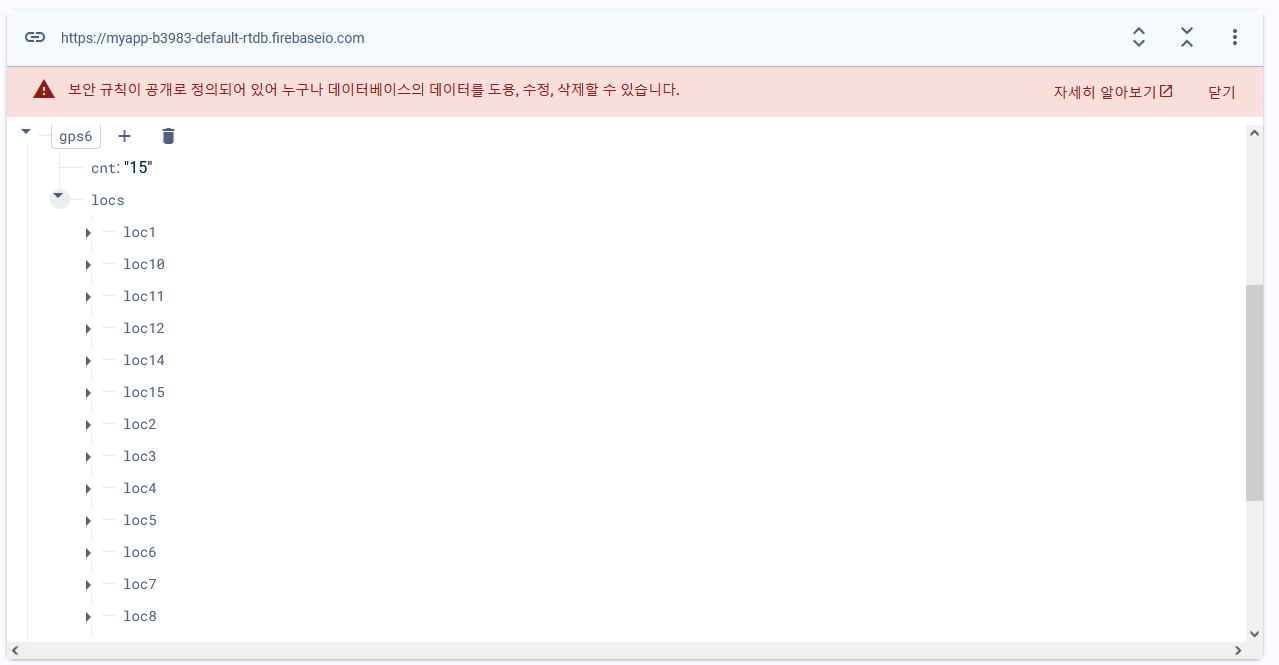 https://myapp-b3983-default-rtdb.firebaseio.com
보안 규칙이 공개로 정의되어 있어 누구나 데이터베이스의 데이터를 도용, 수정, 삭제할 수 있습니다. 자세히 알아보기 닫기
gps6
cnt: "15"
locs
loc1
loc10
loc11
loc12
loc14
loc15
loc2
loc3
loc4
loc5
loc6
loc7
loc8